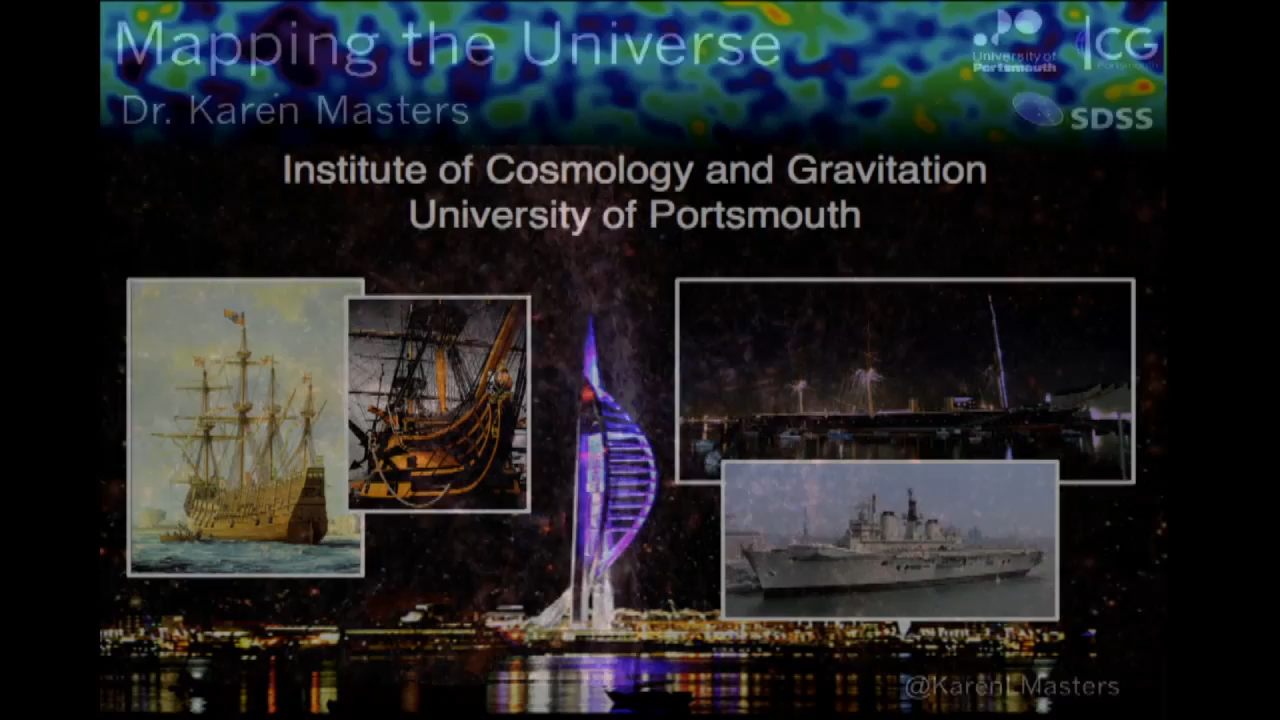 Mapping the Universe
Dr. Karen Masters
University of
Portsmouth
ICG
Portsmouth
SDSS
Institute of Cosmology and Gravitation
University of Portsmouth
@KarenLMasters